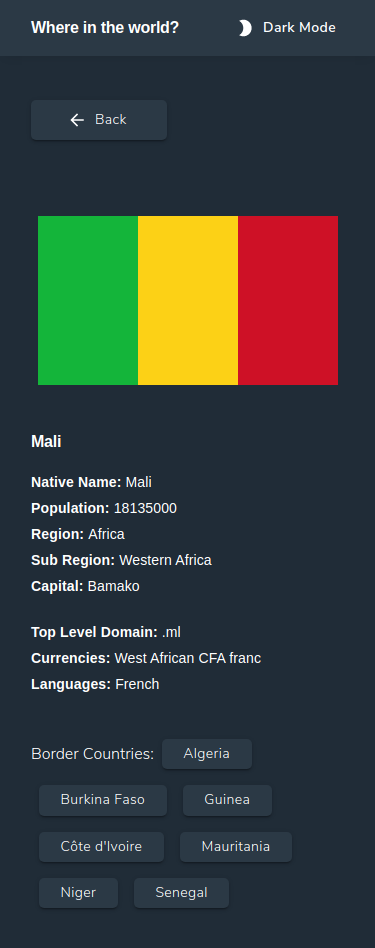 Where in the world? Dark Mode
Back
Mali
Native Name: Mali
Population: 18135000
Region: Africa
Sub Region: Western Africa
Capital: Bamako
Top Level Domain: .ml
Currencies: West African CFA franc
Languages: French
Border Countries: Algeria
Burkina Faso Guinea
Côte d'Ivoire Mauritania
Niger Senegal